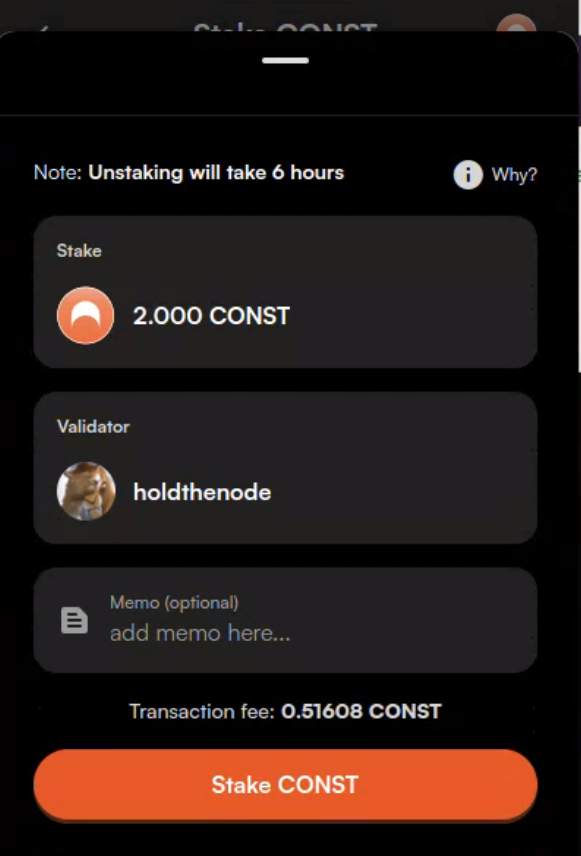 Stake CONST
Note: Unstaking will take 6 hours
Why?
Stake
2.000 CONST
Validator
holdthenode
Memo (optional)
add memo here...
Transaction fee: 0.51608 CONST
Stake CONST